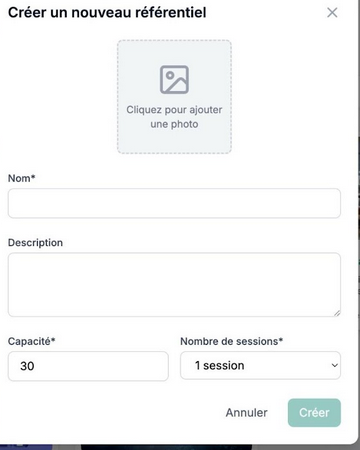 Créer un nouveau référentiel
Cliquez pour ajouter
une photo
Nom*
Description
Capacité*
Nombre de sessions*
30
1 session
Annuler
Créer